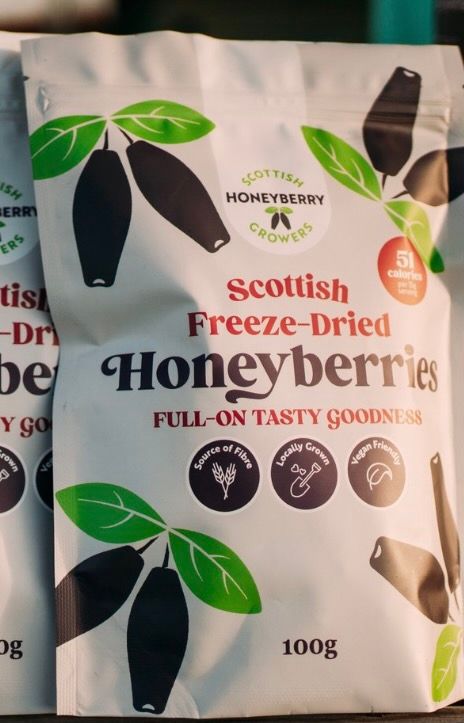 SCOTTISH
HONEYBERRY
GROWERS
51
calories
Scottish
Freeze-Dried
Honeyberries
FULL-ON TASTY GOODNESS
Source of Fibre
Locally Grown
Vegan Friendly
100g